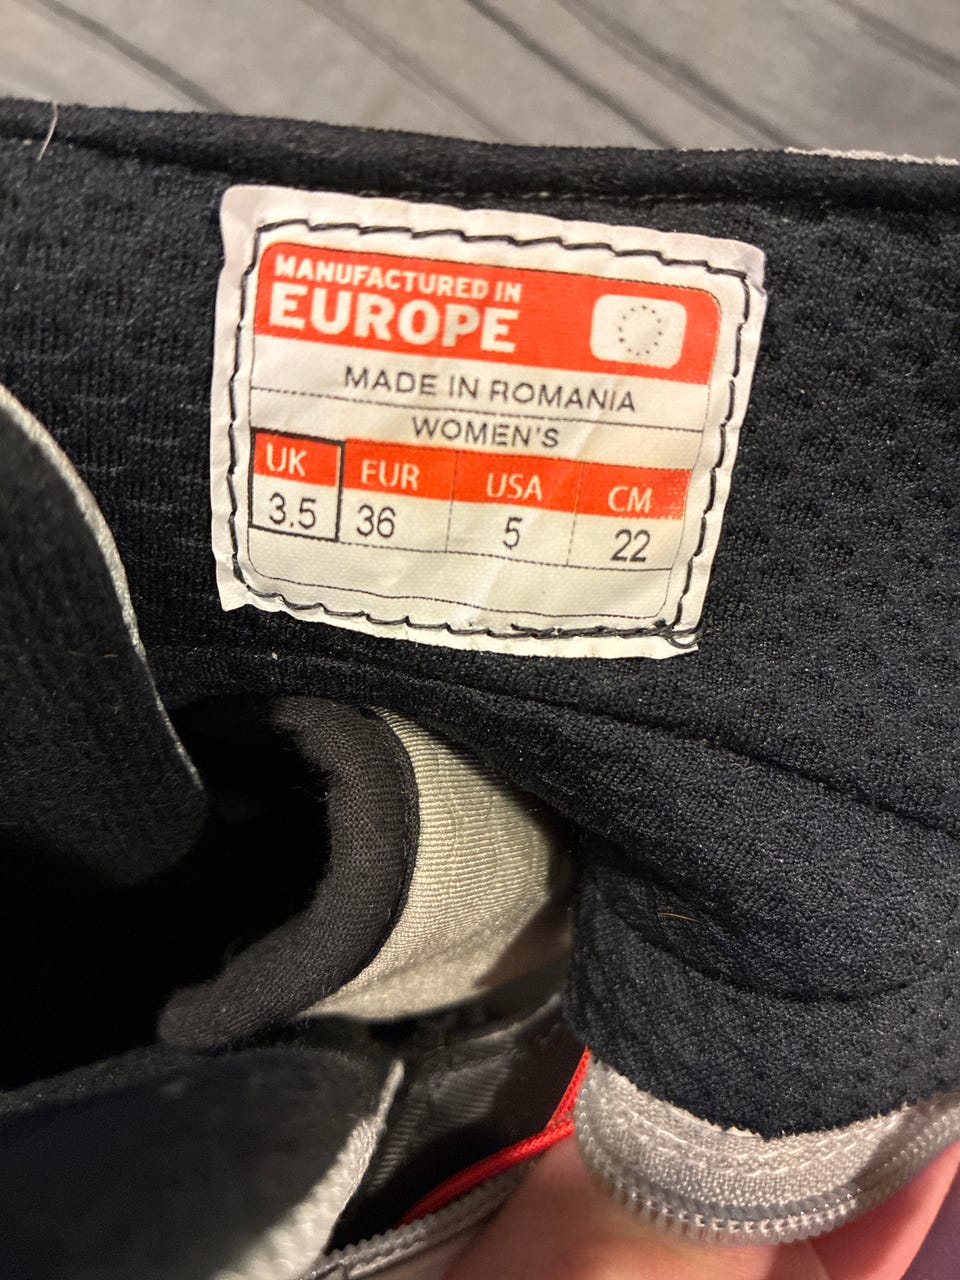 MANUFACTURED IN
EUROPE
MADE IN ROMANIA
WOMEN'S
UK EUR USA CM
3.5 36 5 22